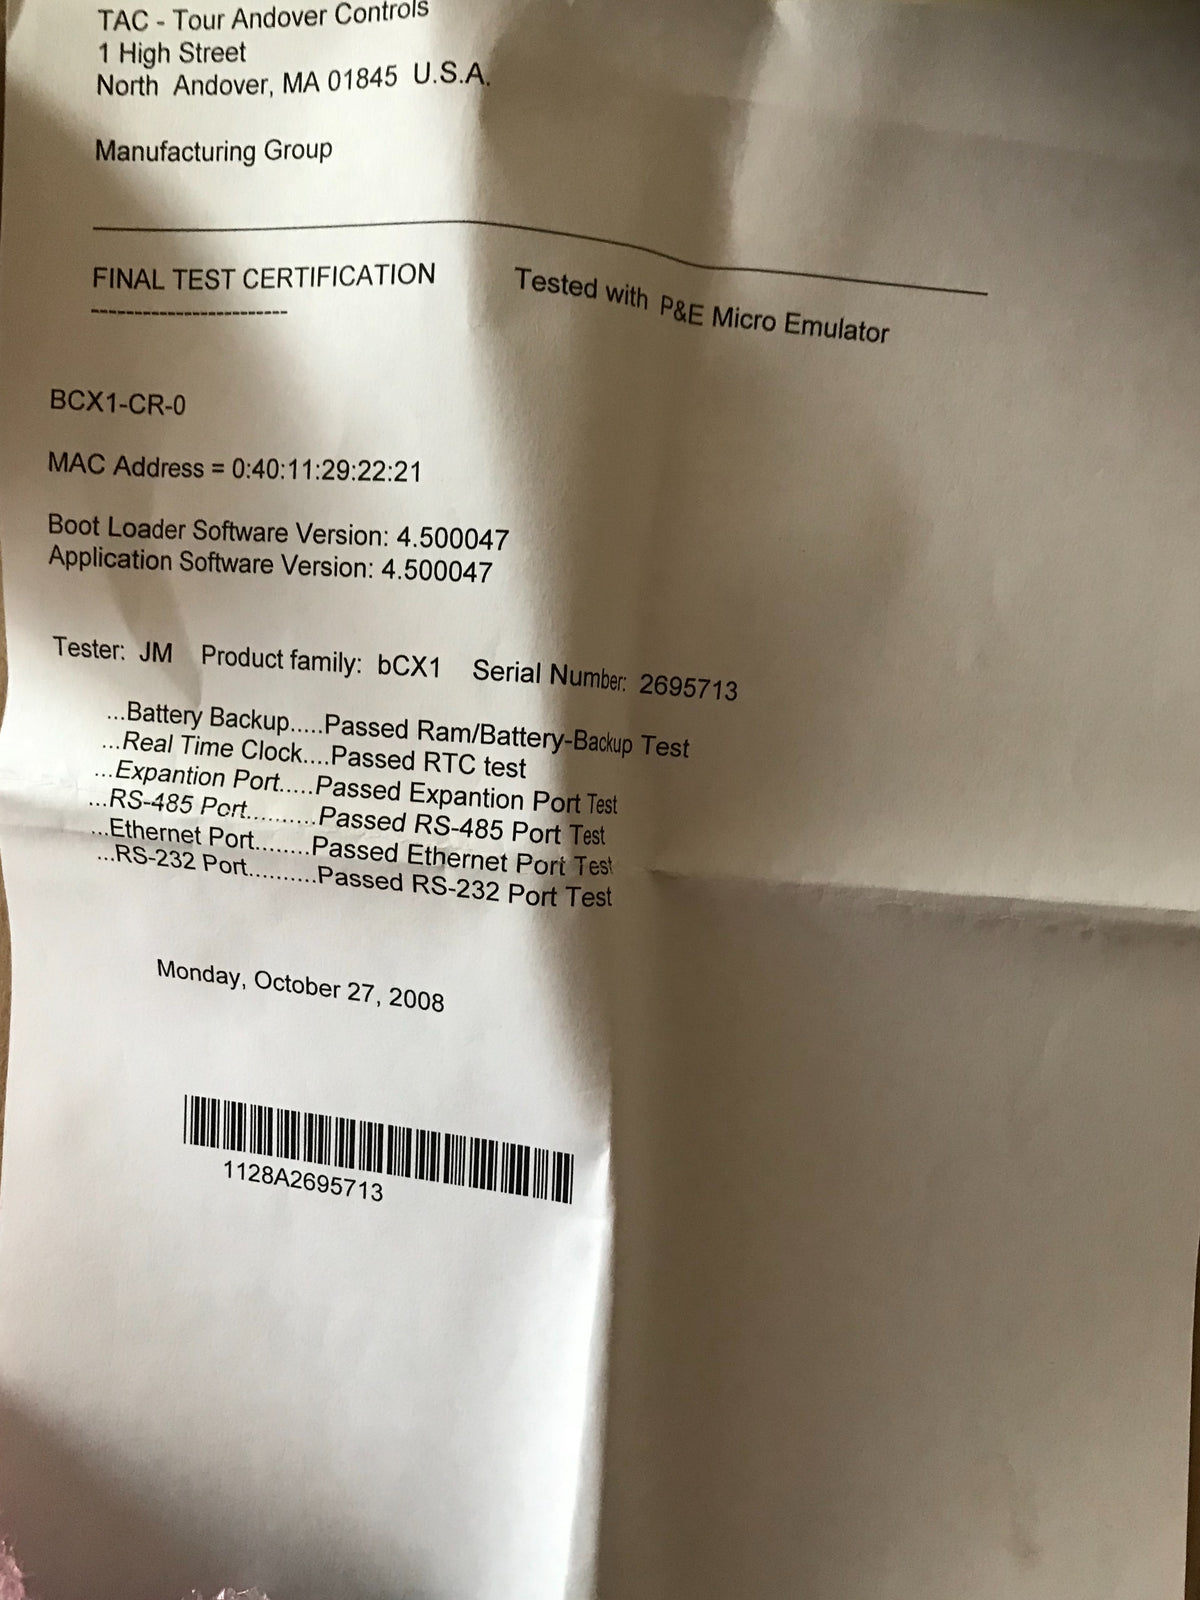 TAC - Tour Andover Controls
1 High Street
North Andover, MA 01845 U.S.A.
Manufacturing Group
FINAL TEST CERTIFICATION Tested with P&E Micro Emulator
------------------------
BCX1-CR-0
MAC Address = 0:40:11:29:22:21
Boot Loader Software Version: 4.500047
Application Software Version: 4.500047
Tester: JM Product family: bCX1 Serial Number: 2695713
...Battery Backup.....Passed Ram/Battery-Backup Test
...Real Time Clock....Passed RTC test
...Expantion Port.....Passed Expantion Port Test
...RS-485 Port..........Passed RS-485 Port Test
...Ethernet Port........Passed Ethernet Port Test
...RS-232 Port..........Passed RS-232 Port Test
Monday, October 27, 2008
1128A2695713